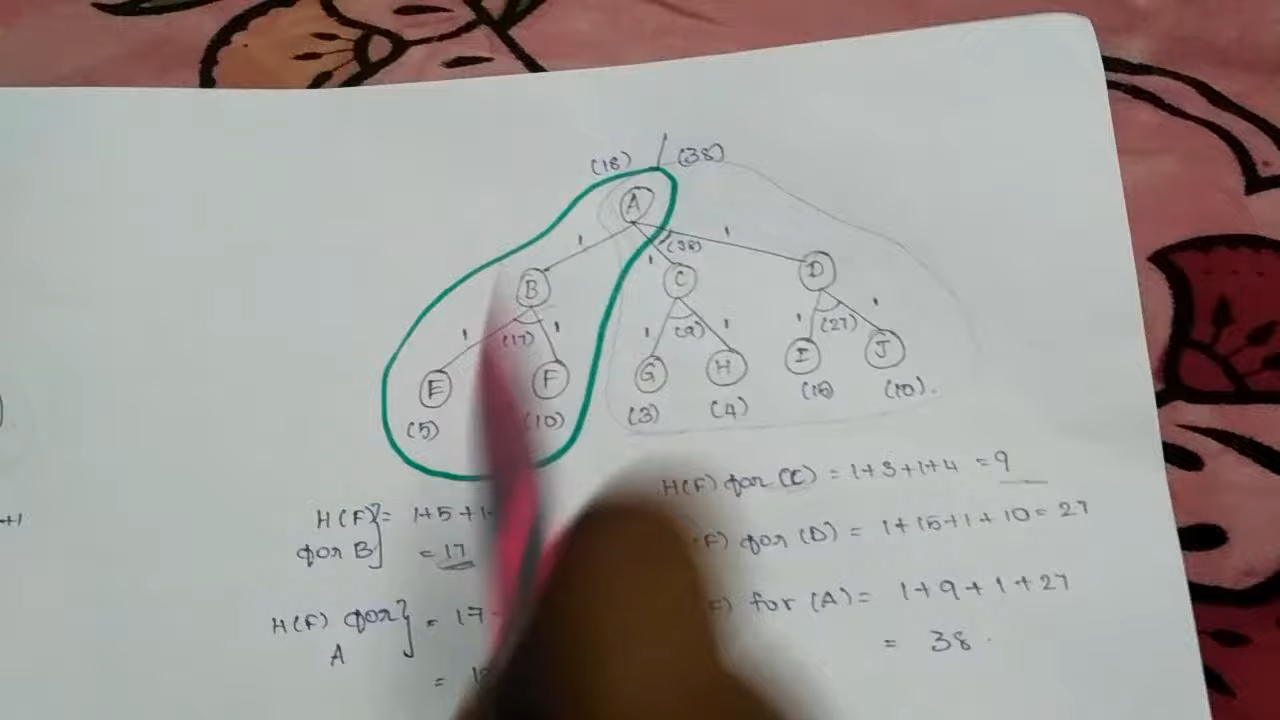 (18) (38)
A
1 1 1
(38)
B C D
1 1 1 1 1 1
(17) (9) (27)
E F G H I J
(5) (10) (3) (4) (10).
H(F) for (C) = 1+3+1+4 = 9
H(F)} = 1+5+1
for B} = 17
F) for (D) = 1+15+1+10 = 27
H(F) for} = 17
A
) for (A) = 1+9+1+27
= 38.
=
+1
)